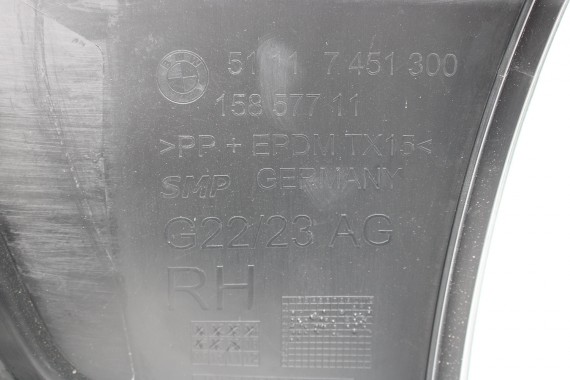 51 11 7 451 300
158 577 11
>PP + EPDM TX15<
SMP GERMANY
G22/23 AG
RH